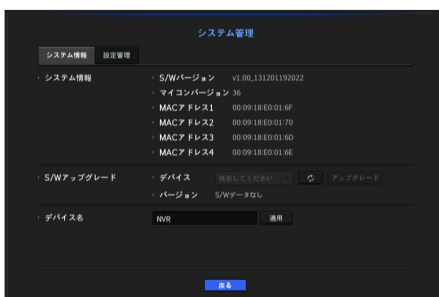 システム管理
システム情報 設定管理
システム情報 S/Wバージョン v1.00_131201192022
マイコンバージョン 36
MACアドレス1 00:09:18:E0:01:6F
MACアドレス2 00:09:18:E0:01:70
MACアドレス3 00:09:18:E0:01:6D
MACアドレス4 00:09:18:E0:01:6E
S/Wアップグレード デバイス 検索してください アップグレード
バージョン S/Wデータなし
デバイス名 NVR 適用
戻る